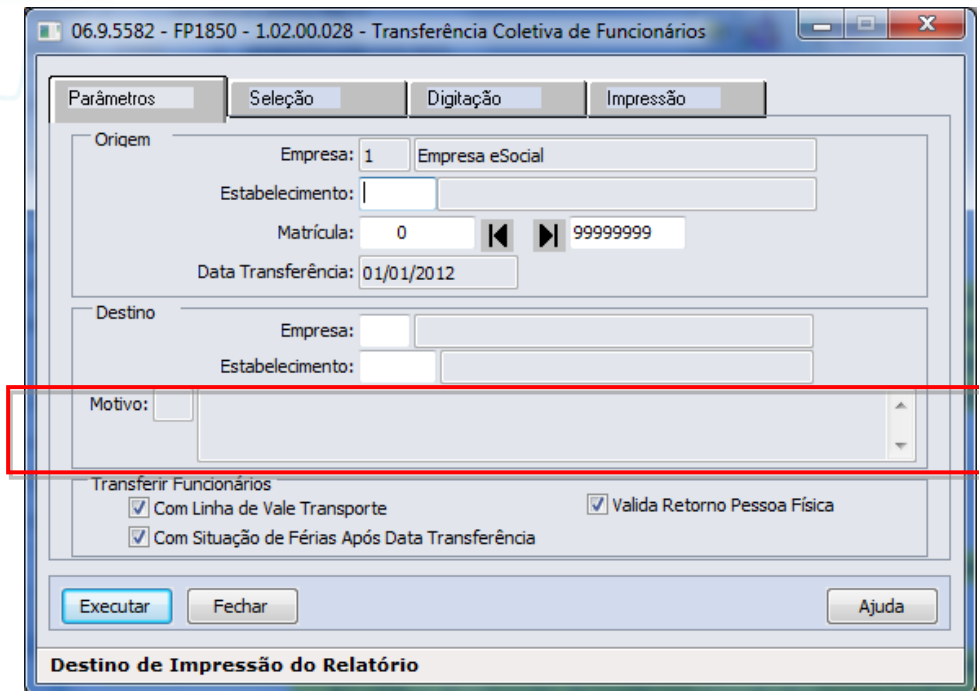 06.9.5582 - FP1850 - 1.02.00.028 - Transferência Coletiva de Funcionários
Parâmetros Seleção Digitação Impressão
Origem
Empresa: 1 Empresa eSocial
Estabelecimento:
Matrícula: 0 99999999
Data Transferência: 01/01/2012
Destino
Empresa:
Estabelecimento:
Motivo:
Transferir Funcionários
Com Linha de Vale Transporte Valida Retorno Pessoa Física
Com Situação de Férias Após Data Transferência
Executar Fechar Ajuda
Destino de Impressão do Relatório